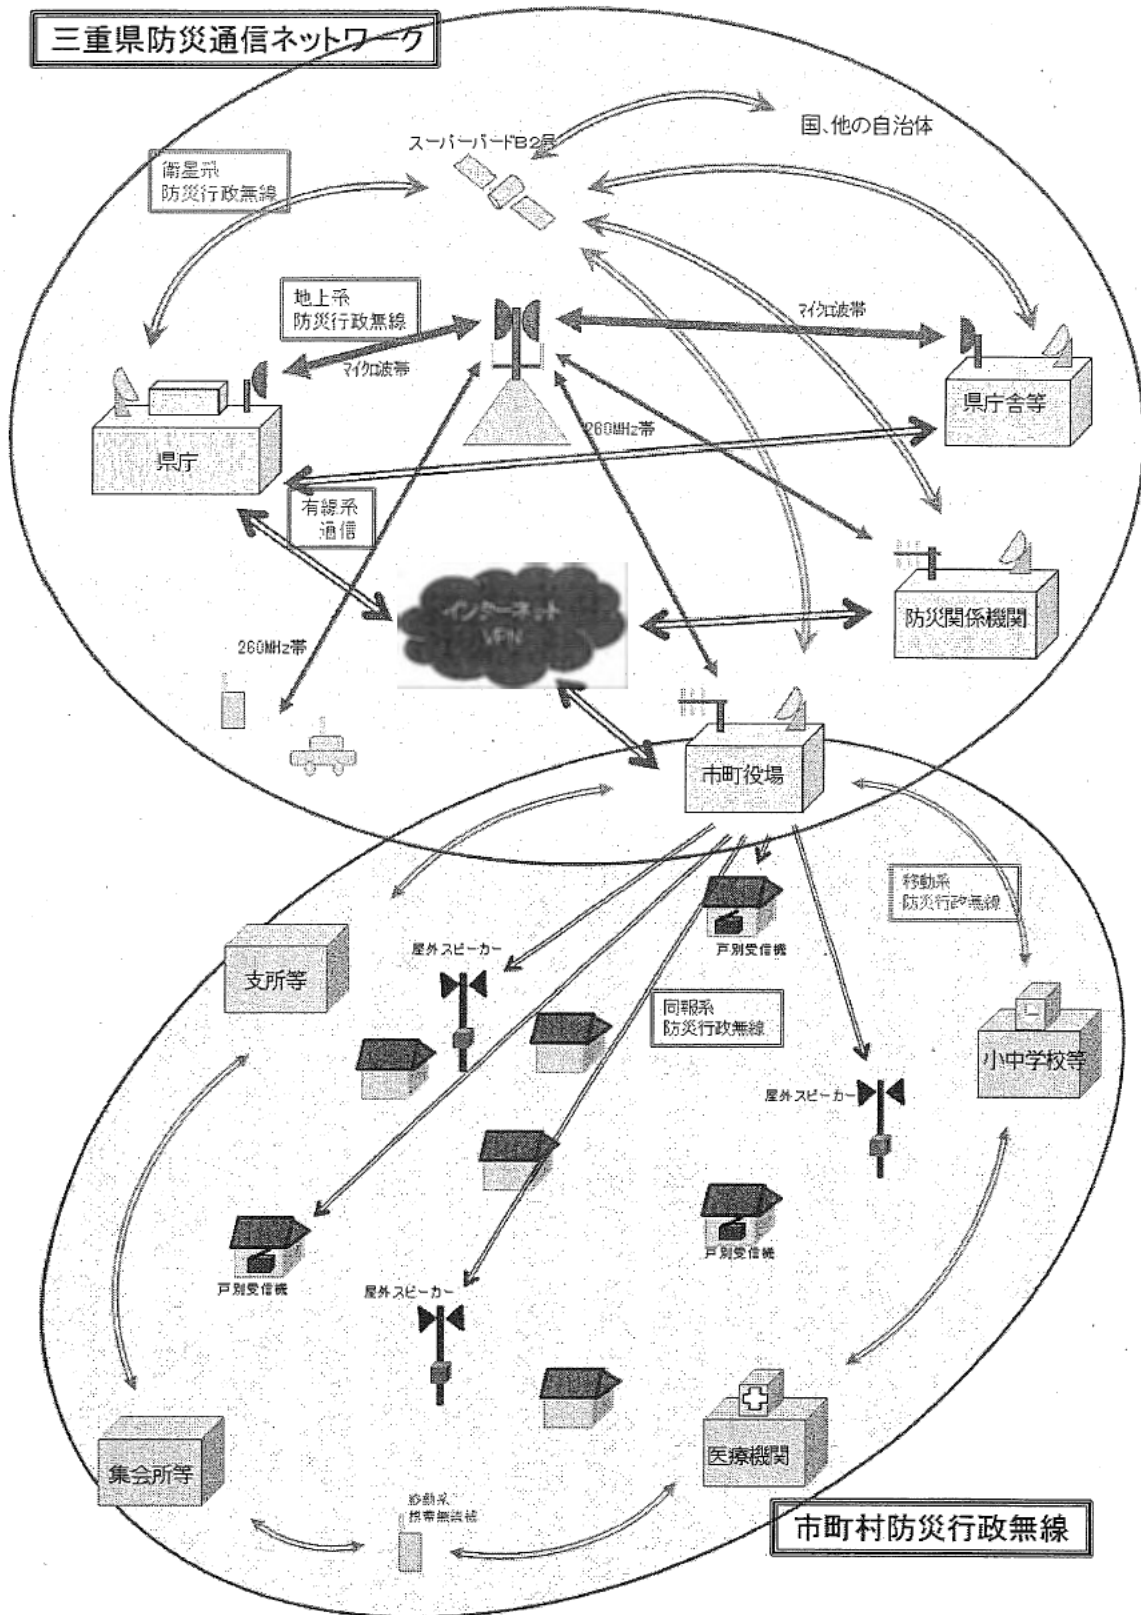 三重県防災通信ネットワーク
国、他の自治体
スーパーバードB2号
衛星系
防災行政無線
地上系
防災行政無線
マイクロ波帯
マイクロ波帯
県庁舎等
県庁
260MHz帯
有線系
通信
インターネット
VPN
防災関係機関
260MHz帯
市町役場
移動系
防災行政無線
戸別受信機
屋外スピーカー
支所等
同報系
防災行政無線
小中学校等
屋外スピーカー
戸別受信機
戸別受信機
屋外スピーカー
医療機関
集会所等
移動系
携帯無線機
市町村防災行政無線